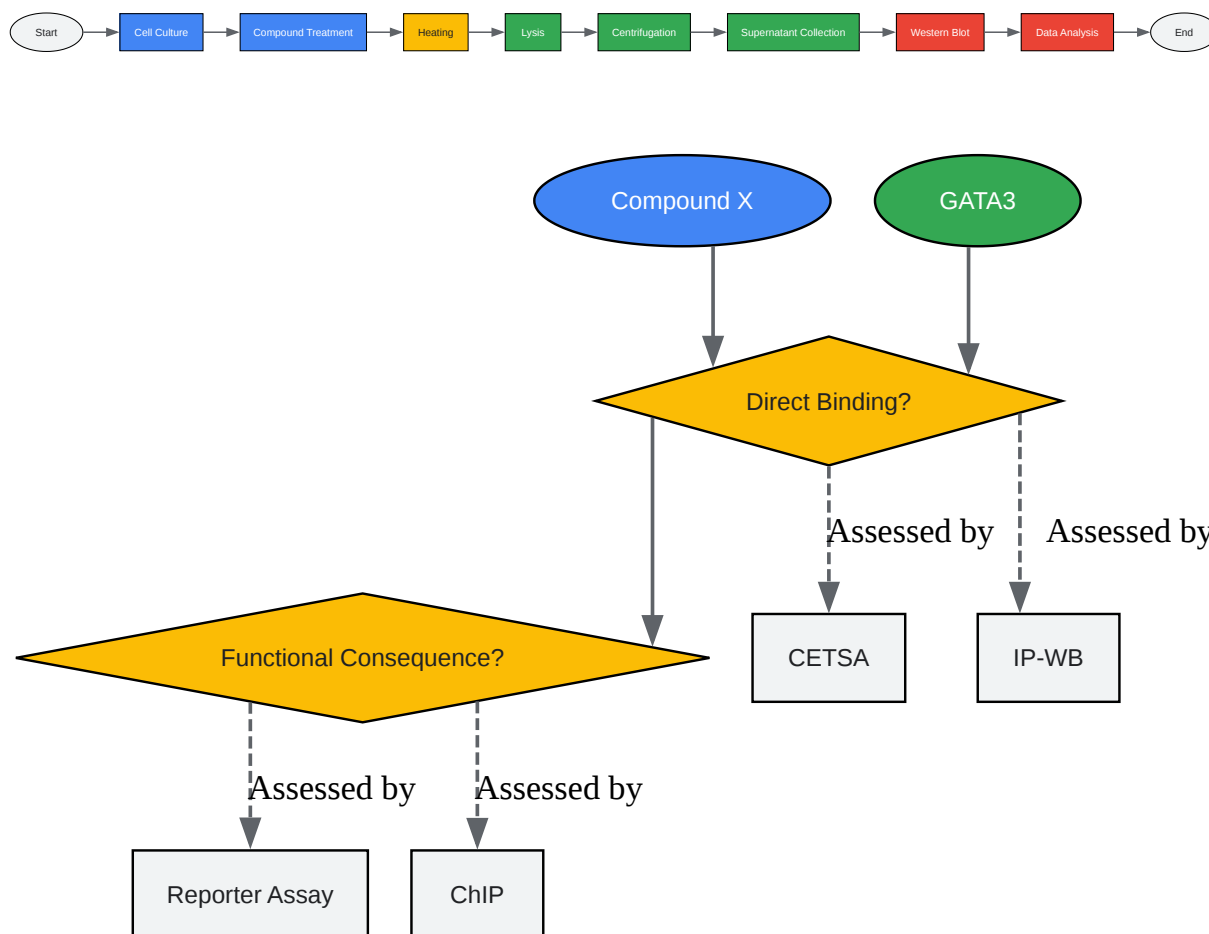 Start
Cell Culture
Compound Treatment
Heating
Lysis
Centrifugation
Supernatant Collection
Western Blot
Data Analysis
End
Compound X
GATA3
Direct Binding?
Assessed by
Assessed by
Functional Consequence?
CETSA
IP-WB
Assessed by
Assessed by
Reporter Assay
ChIP